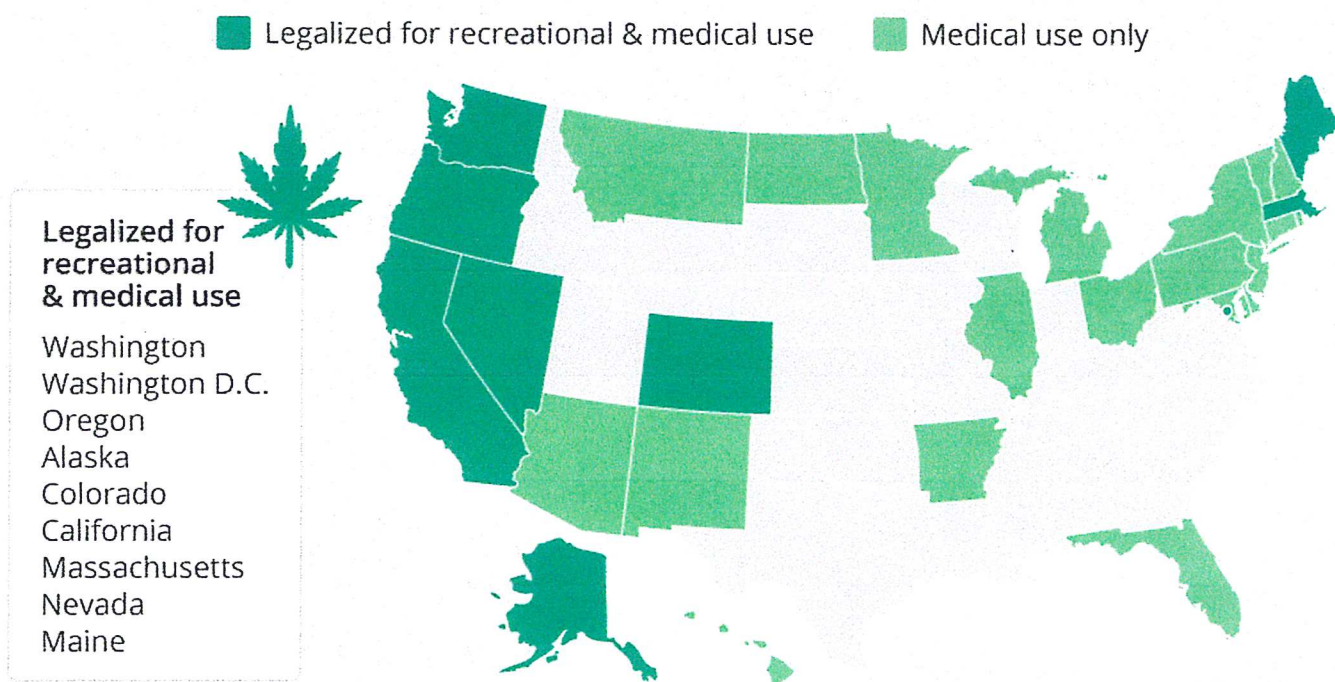 Legalized for recreational & medical use
Medical use only
Legalized for
recreational
& medical use
Washington
Washington D.C.
Oregon
Alaska
Colorado
California
Massachusetts
Nevada
Maine